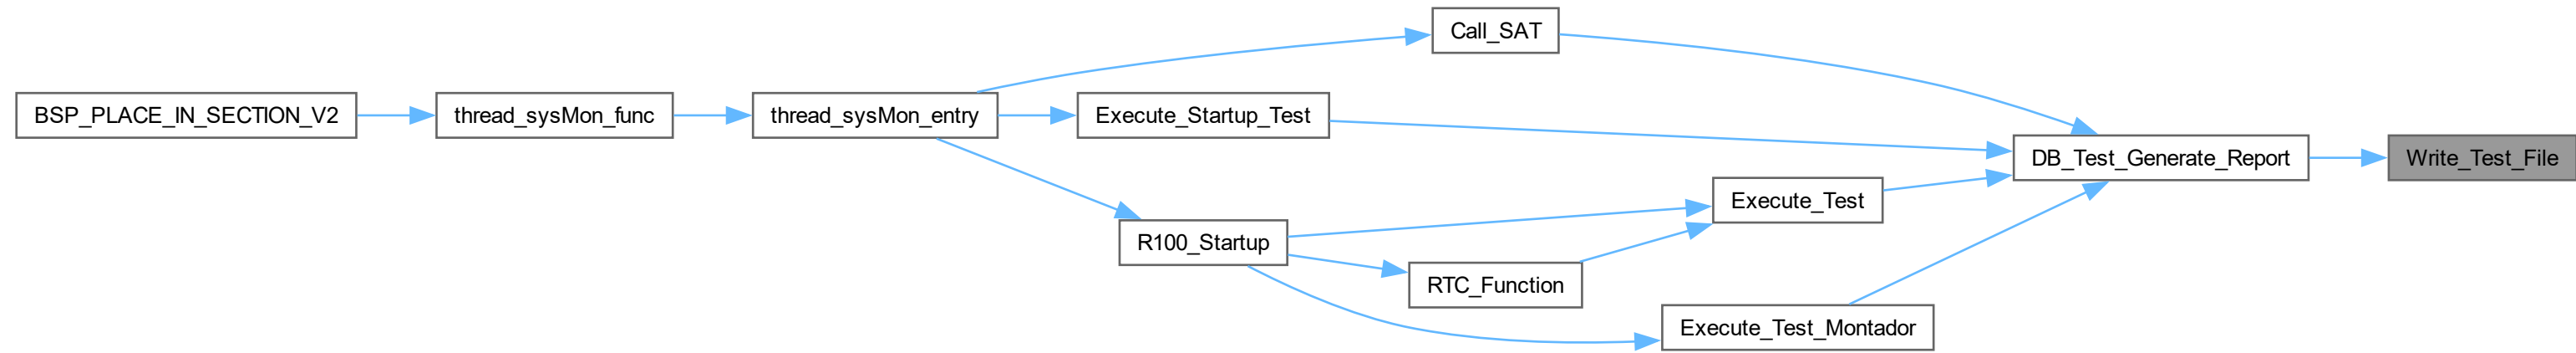 Call_SAT
BSP_PLACE_IN_SECTION_V2
thread_sysMon_func
thread_sysMon_entry
Execute_Startup_Test
DB_Test_Generate_Report
Write_Test_File
Execute_Test
R100_Startup
RTC_Function
Execute_Test_Montador